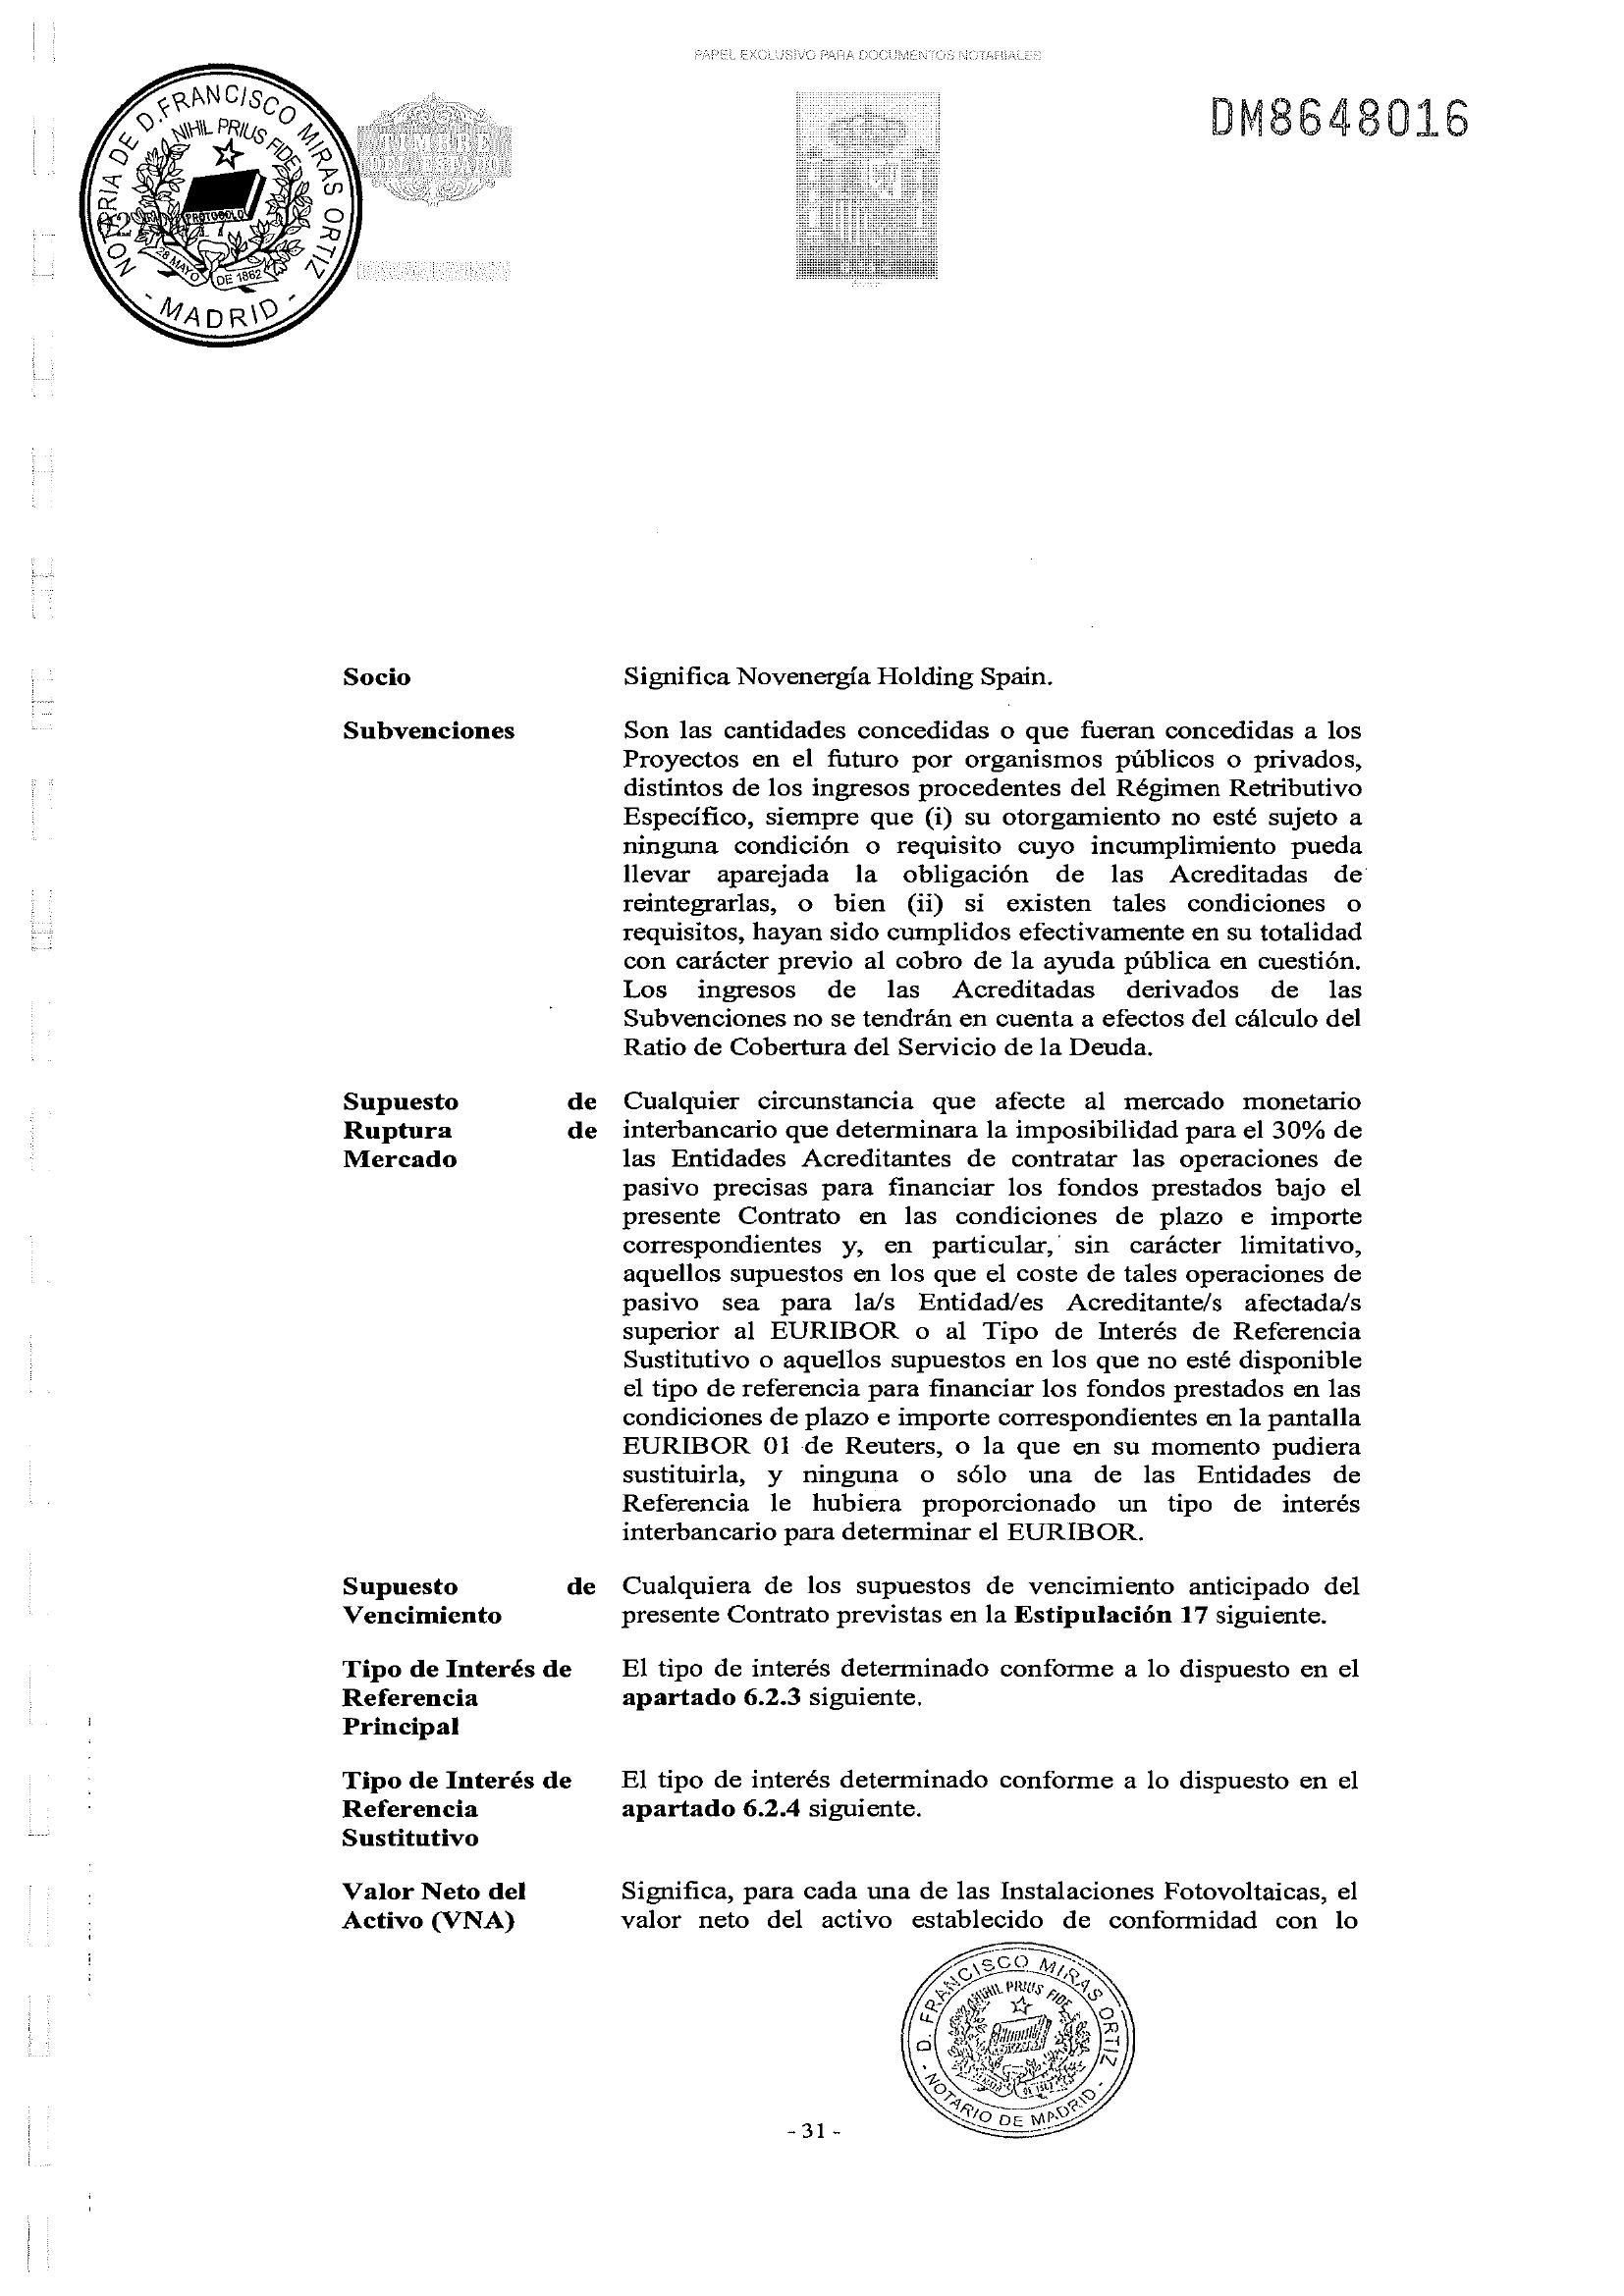 PAPEL EXCLUSIVO PARA DOCUMENTOS NOTARIALES
DM8648016
NOTARIA DE D. FRANCISCO MIRAS ORTIZ
- MADRID -
NIHIL PRIUS FIDE
PROTOCOLO
28 MAYO DE 1862
TIMBRE
DEL ESTADO
Socio Significa Novenergía Holding Spain.
Subvenciones Son las cantidades concedidas o que fueran concedidas a los
Proyectos en el futuro por organismos públicos o privados,
distintos de los ingresos procedentes del Régimen Retributivo
Específico, siempre que (i) su otorgamiento no esté sujeto a
ninguna condición o requisito cuyo incumplimiento pueda
llevar aparejada la obligación de las Acreditadas de
reintegrarlas, o bien (ii) si existen tales condiciones o
requisitos, hayan sido cumplidos efectivamente en su totalidad
con carácter previo al cobro de la ayuda pública en cuestión.
Los ingresos de las Acreditadas derivados de las
Subvenciones no se tendrán en cuenta a efectos del cálculo del
Ratio de Cobertura del Servicio de la Deuda.
Supuesto de Cualquier circunstancia que afecte al mercado monetario
Ruptura de interbancario que determinara la imposibilidad para el 30% de
Mercado las Entidades Acreditantes de contratar las operaciones de
pasivo precisas para financiar los fondos prestados bajo el
presente Contrato en las condiciones de plazo e importe
correspondientes y, en particular, sin carácter limitativo,
aquellos supuestos en los que el coste de tales operaciones de
pasivo sea para la/s Entidad/es Acreditante/s afectada/s
superior al EURIBOR o al Tipo de Interés de Referencia
Sustitutivo o aquellos supuestos en los que no esté disponible
el tipo de referencia para financiar los fondos prestados en las
condiciones de plazo e importe correspondientes en la pantalla
EURIBOR 01 de Reuters, o la que en su momento pudiera
sustituirla, y ninguna o sólo una de las Entidades de
Referencia le hubiera proporcionado un tipo de interés
interbancario para determinar el EURIBOR.
Supuesto de Cualquiera de los supuestos de vencimiento anticipado del
Vencimiento presente Contrato previstas en la Estipulación 17 siguiente.
Tipo de Interés de El tipo de interés determinado conforme a lo dispuesto en el
Referencia apartado 6.2.3 siguiente.
Principal
Tipo de Interés de El tipo de interés determinado conforme a lo dispuesto en el
Referencia apartado 6.2.4 siguiente.
Sustitutivo
Valor Neto del Significa, para cada una de las Instalaciones Fotovoltaicas, el
Activo (VNA) valor neto del activo establecido de conformidad con lo
D. FRANCISCO MIRAS ORTIZ
- NOTARIO DE MADRID -
NIHIL PRIUS FIDE
- 31 -